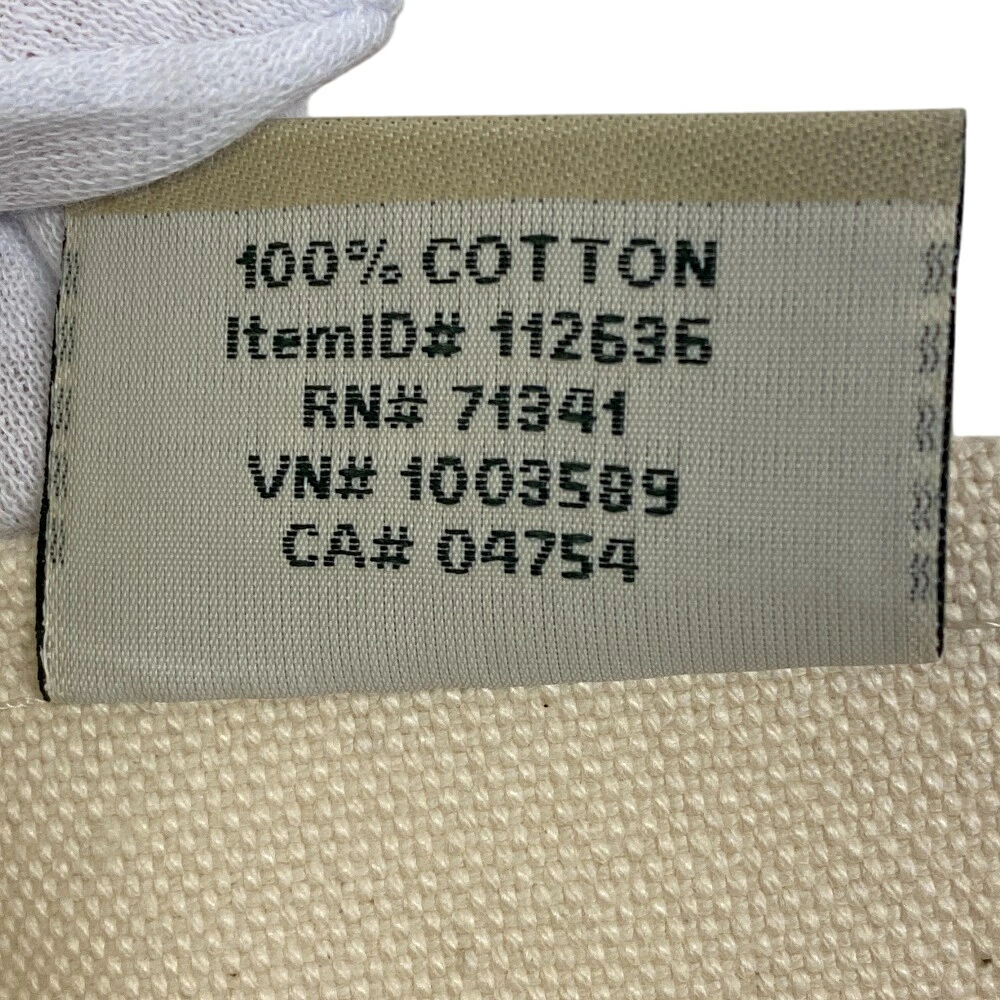 100% COTTON
ItemID# 112636
RN# 71341
VN# 1003589
CA# 04754